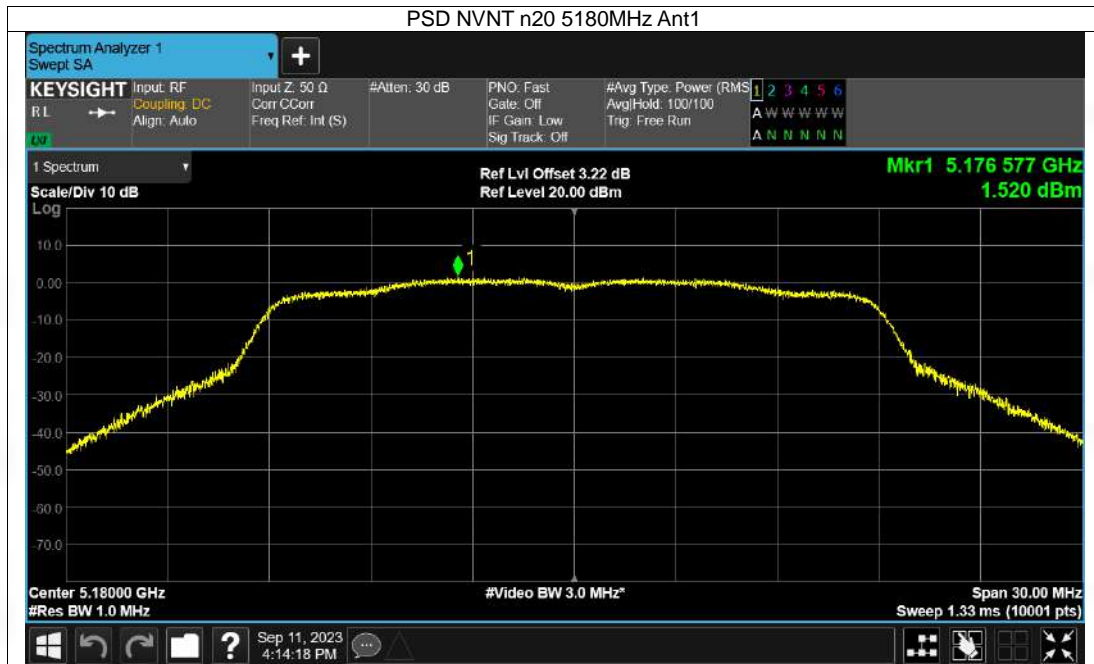 PSD NVNT n20 5180MHz Ant1
Spectrum Analyzer 1
Swept SA
KEYSIGHT Input: RF Input Z: 50 Ω #Atten: 30 dB PNO: Fast #Avg Type: Power (RMS 1 2 3 4 5 6
RL Coupling: DC Corr CCorr Gate: Off Avg|Hold: 100/100
Align: Auto Freq Ref: Int (S) IF Gain: Low Trig: Free Run A W W W W W
Sig Track: Off A N N N N N
1 Spectrum Ref Lvl Offset 3.22 dB Mkr1 5.176 577 GHz
Scale/Div 10 dB Ref Level 20.00 dBm 1.520 dBm
Log
10.0
1
0.00
-10.0
-20.0
-30.0
-40.0
-50.0
-60.0
-70.0
Center 5.18000 GHz #Video BW 3.0 MHz* Span 30.00 MHz
#Res BW 1.0 MHz Sweep 1.33 ms (10001 pts)
Sep 11, 2023
4:14:18 PM